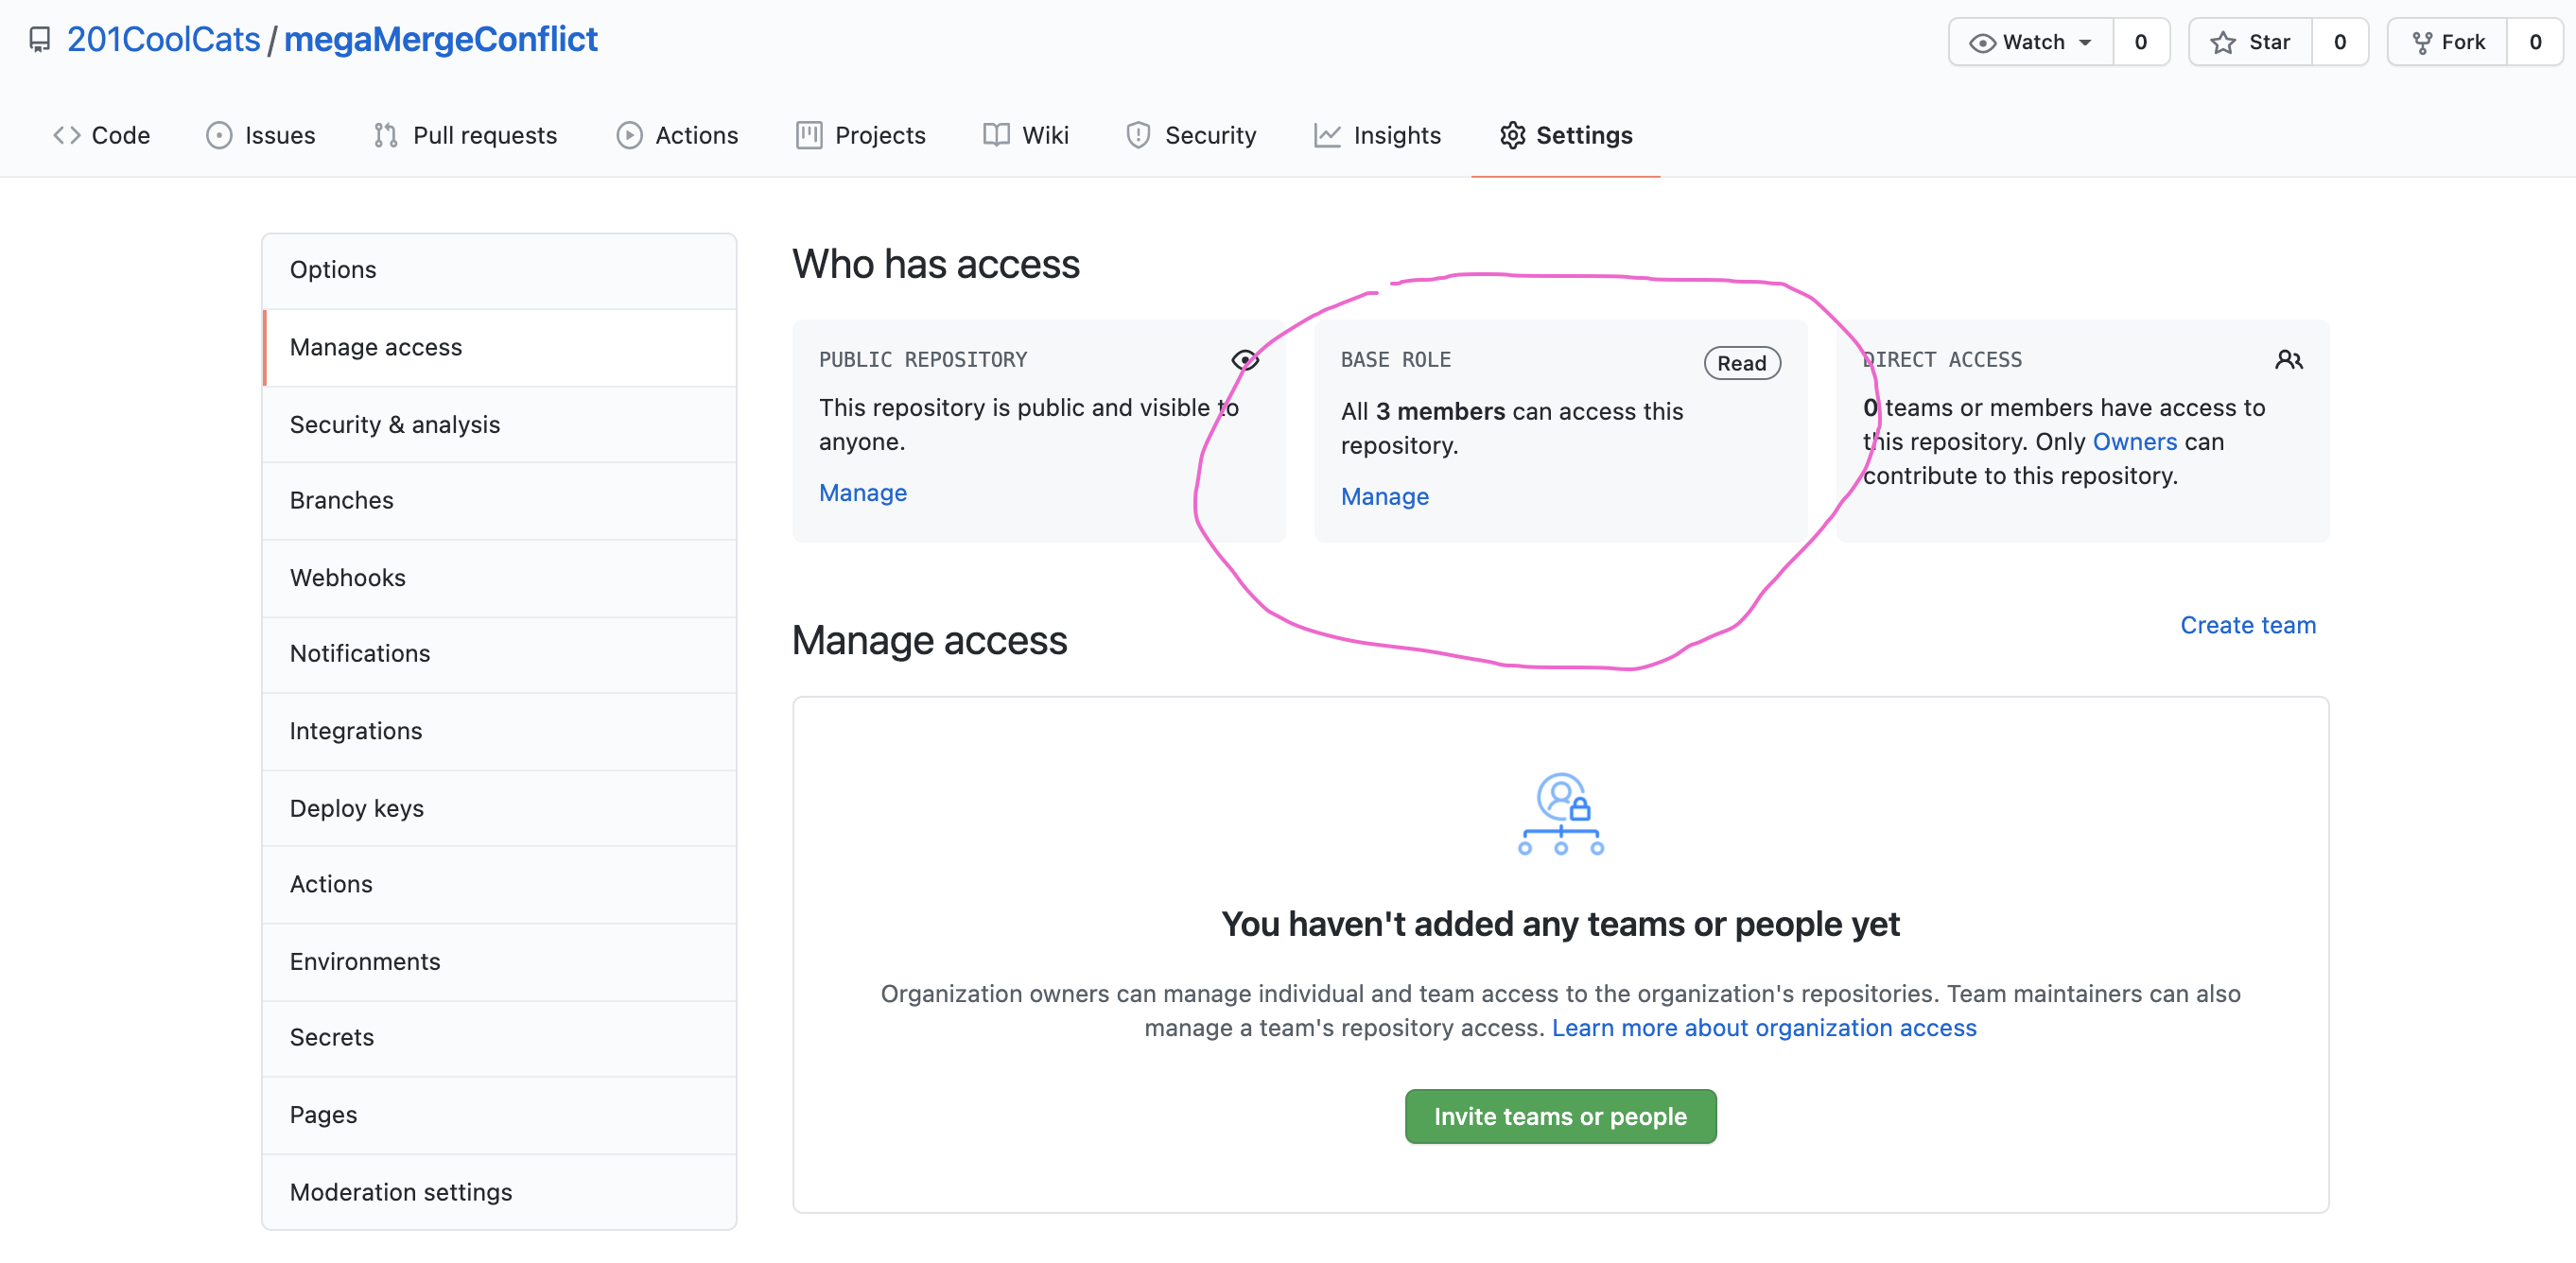 201CoolCats / megaMergeConflict
Watch 0 Star 0 Fork 0
Code Issues Pull requests Actions Projects Wiki Security Insights Settings
Options
Manage access
Security & analysis
Branches
Webhooks
Notifications
Integrations
Deploy keys
Actions
Environments
Secrets
Pages
Moderation settings
Who has access
PUBLIC REPOSITORY
This repository is public and visible to
anyone.
Manage
BASE ROLE Read
All 3 members can access this
repository.
Manage
DIRECT ACCESS
0 teams or members have access to
this repository. Only Owners can
contribute to this repository.
Manage access
Create team
You haven't added any teams or people yet
Organization owners can manage individual and team access to the organization's repositories. Team maintainers can also
manage a team's repository access. Learn more about organization access
Invite teams or people